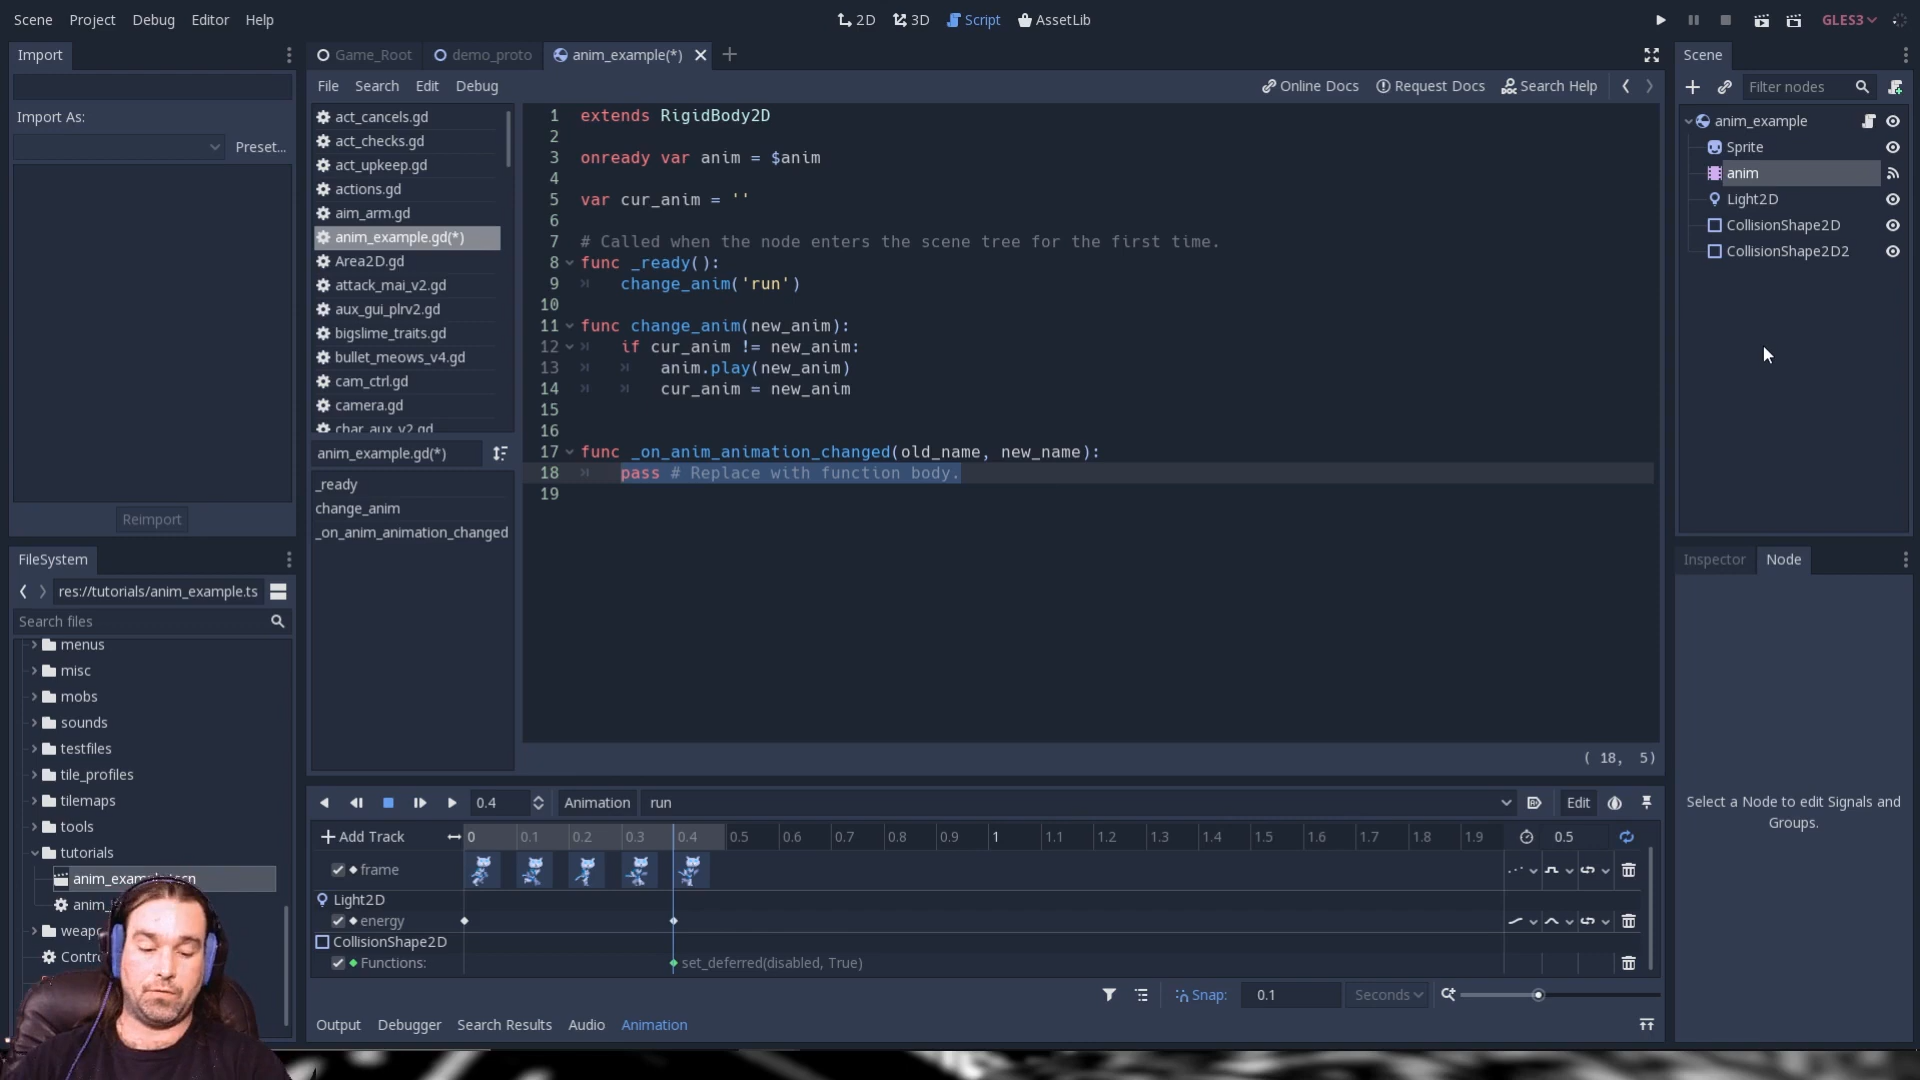 Scene Project Debug Editor Help
2D 3D Script AssetLib
GLES3
Import
Import As:
Preset...
Reimport
FileSystem
res://tutorials/anim_example.ts
Search files
menus
misc
mobs
sounds
testfiles
tile_profiles
tilemaps
tools
tutorials
Game_Root demo_proto anim_example(*)
File Search Edit Debug
Online Docs Request Docs Search Help
act_cancels.gd
act_checks.gd
act_upkeep.gd
actions.gd
aim_arm.gd
anim_example.gd(*)
Area2D.gd
attack_mai_v2.gd
aux_gui_plrv2.gd
bigslime_traits.gd
bullet_meows_v4.gd
cam_ctrl.gd
camera.gd
char_aux_v2.gd
anim_example.gd(*)
_ready
change_anim
_on_anim_animation_changed
1 extends RigidBody2D
2
3 onready var anim = $anim
4
5 var cur_anim = ''
6
7 # Called when the node enters the scene tree for the first time.
8 func _ready():
9 change_anim('run')
10
11 func change_anim(new_anim):
12 if cur_anim != new_anim:
13 anim.play(new_anim)
14 cur_anim = new_anim
15
16
17 func _on_anim_animation_changed(old_name, new_name):
18 pass # Replace with function body.
19
( 18, 5)
0.4 Animation run Edit
Add Track 0 0.1 0.2 0.3 0.4 0.5 0.6 0.7 0.8 0.9 1 1.1 1.2 1.3 1.4 1.5 1.6 1.7 1.8 1.9 0.5
frame
Light2D
energy
CollisionShape2D
Functions: set_deferred(disabled, True)
Snap: 0.1 Seconds
Output Debugger Search Results Audio Animation
Scene
Filter nodes
anim_example
Sprite
anim
Light2D
CollisionShape2D
CollisionShape2D2
Inspector Node
Select a Node to edit Signals and
Groups.